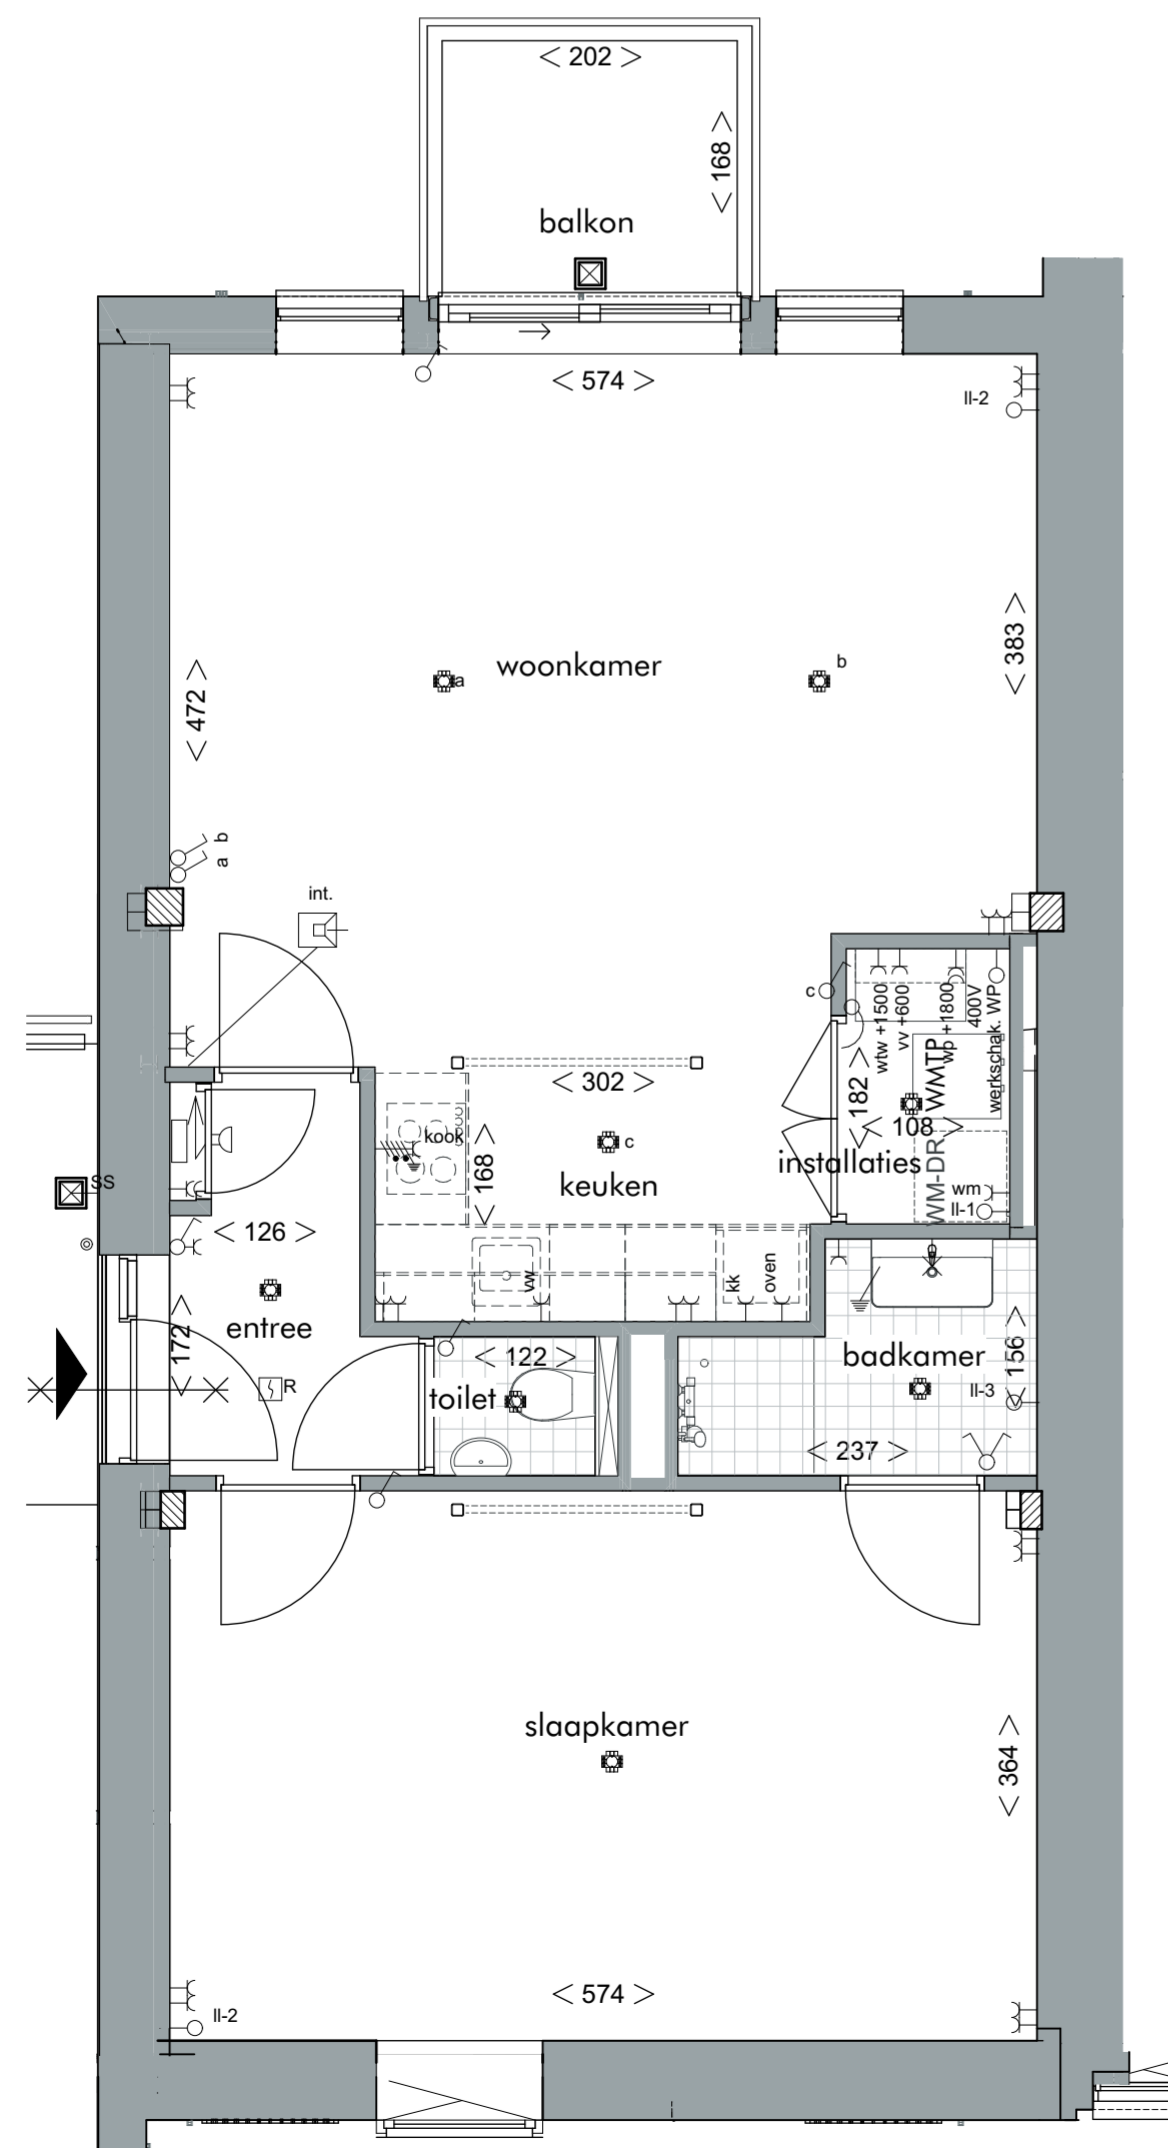 < 202 >
< 168 >
balkon
< 574 >
II-2
< 472 >
< 383 >
woonkamer
a
b
a b
int.
c
wtw +1500
vv +600
wp +1800
400V
werkschak. WP
WMTP
< 302 >
< 182 >
< 108 >
kook
< 168 >
c
keuken
installaties
WM-DR
wm
II-1
SS
< 126 >
vw
kk
oven
entree
< 172 >
R
< 122 >
toilet
badkamer
< 156 >
II-3
< 237 >
slaapkamer
< 364 >
< 574 >
II-2